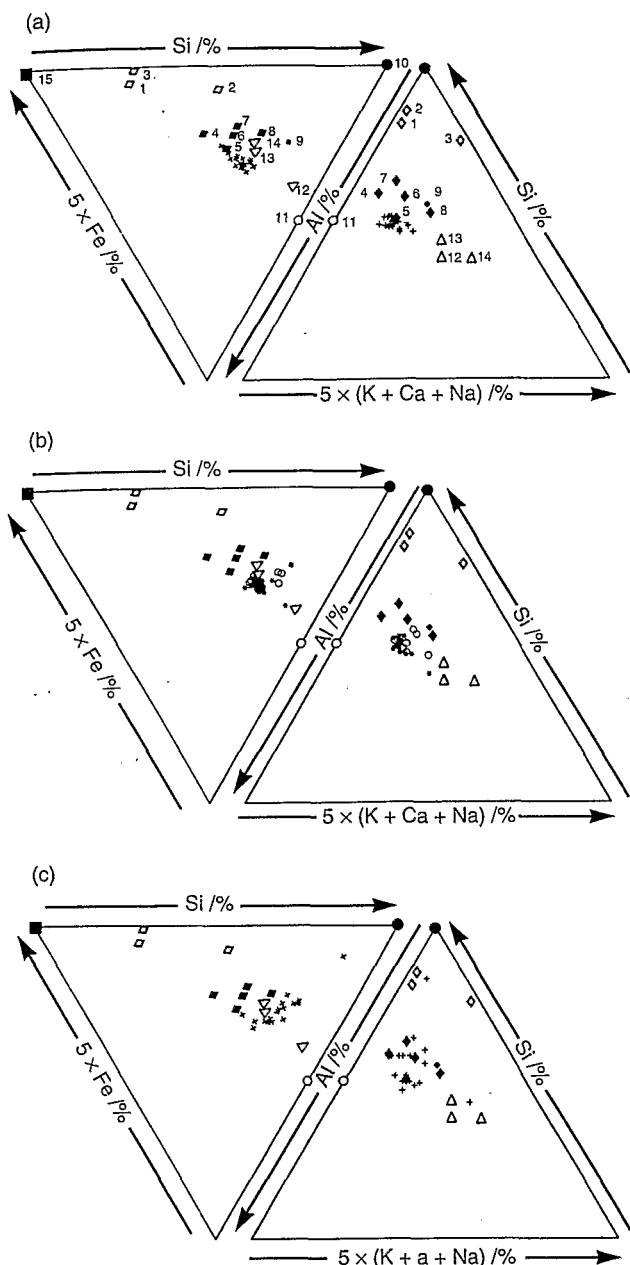 (a)
Si /%
15
3
1
2
10
2
1
3
7
4
6
8
14
9
5
13
12
11
11
7
4
6
9
5
8
13
12
14
5 × Fe /%
Al /%
Si /%
5 × (K + Ca + Na) /%
(b)
Si /%
5 × Fe /%
Al /%
Si /%
5 × (K + Ca + Na) /%
(c)
Si /%
5 × Fe /%
Al /%
Si /%
5 × (K + a + Na) /%